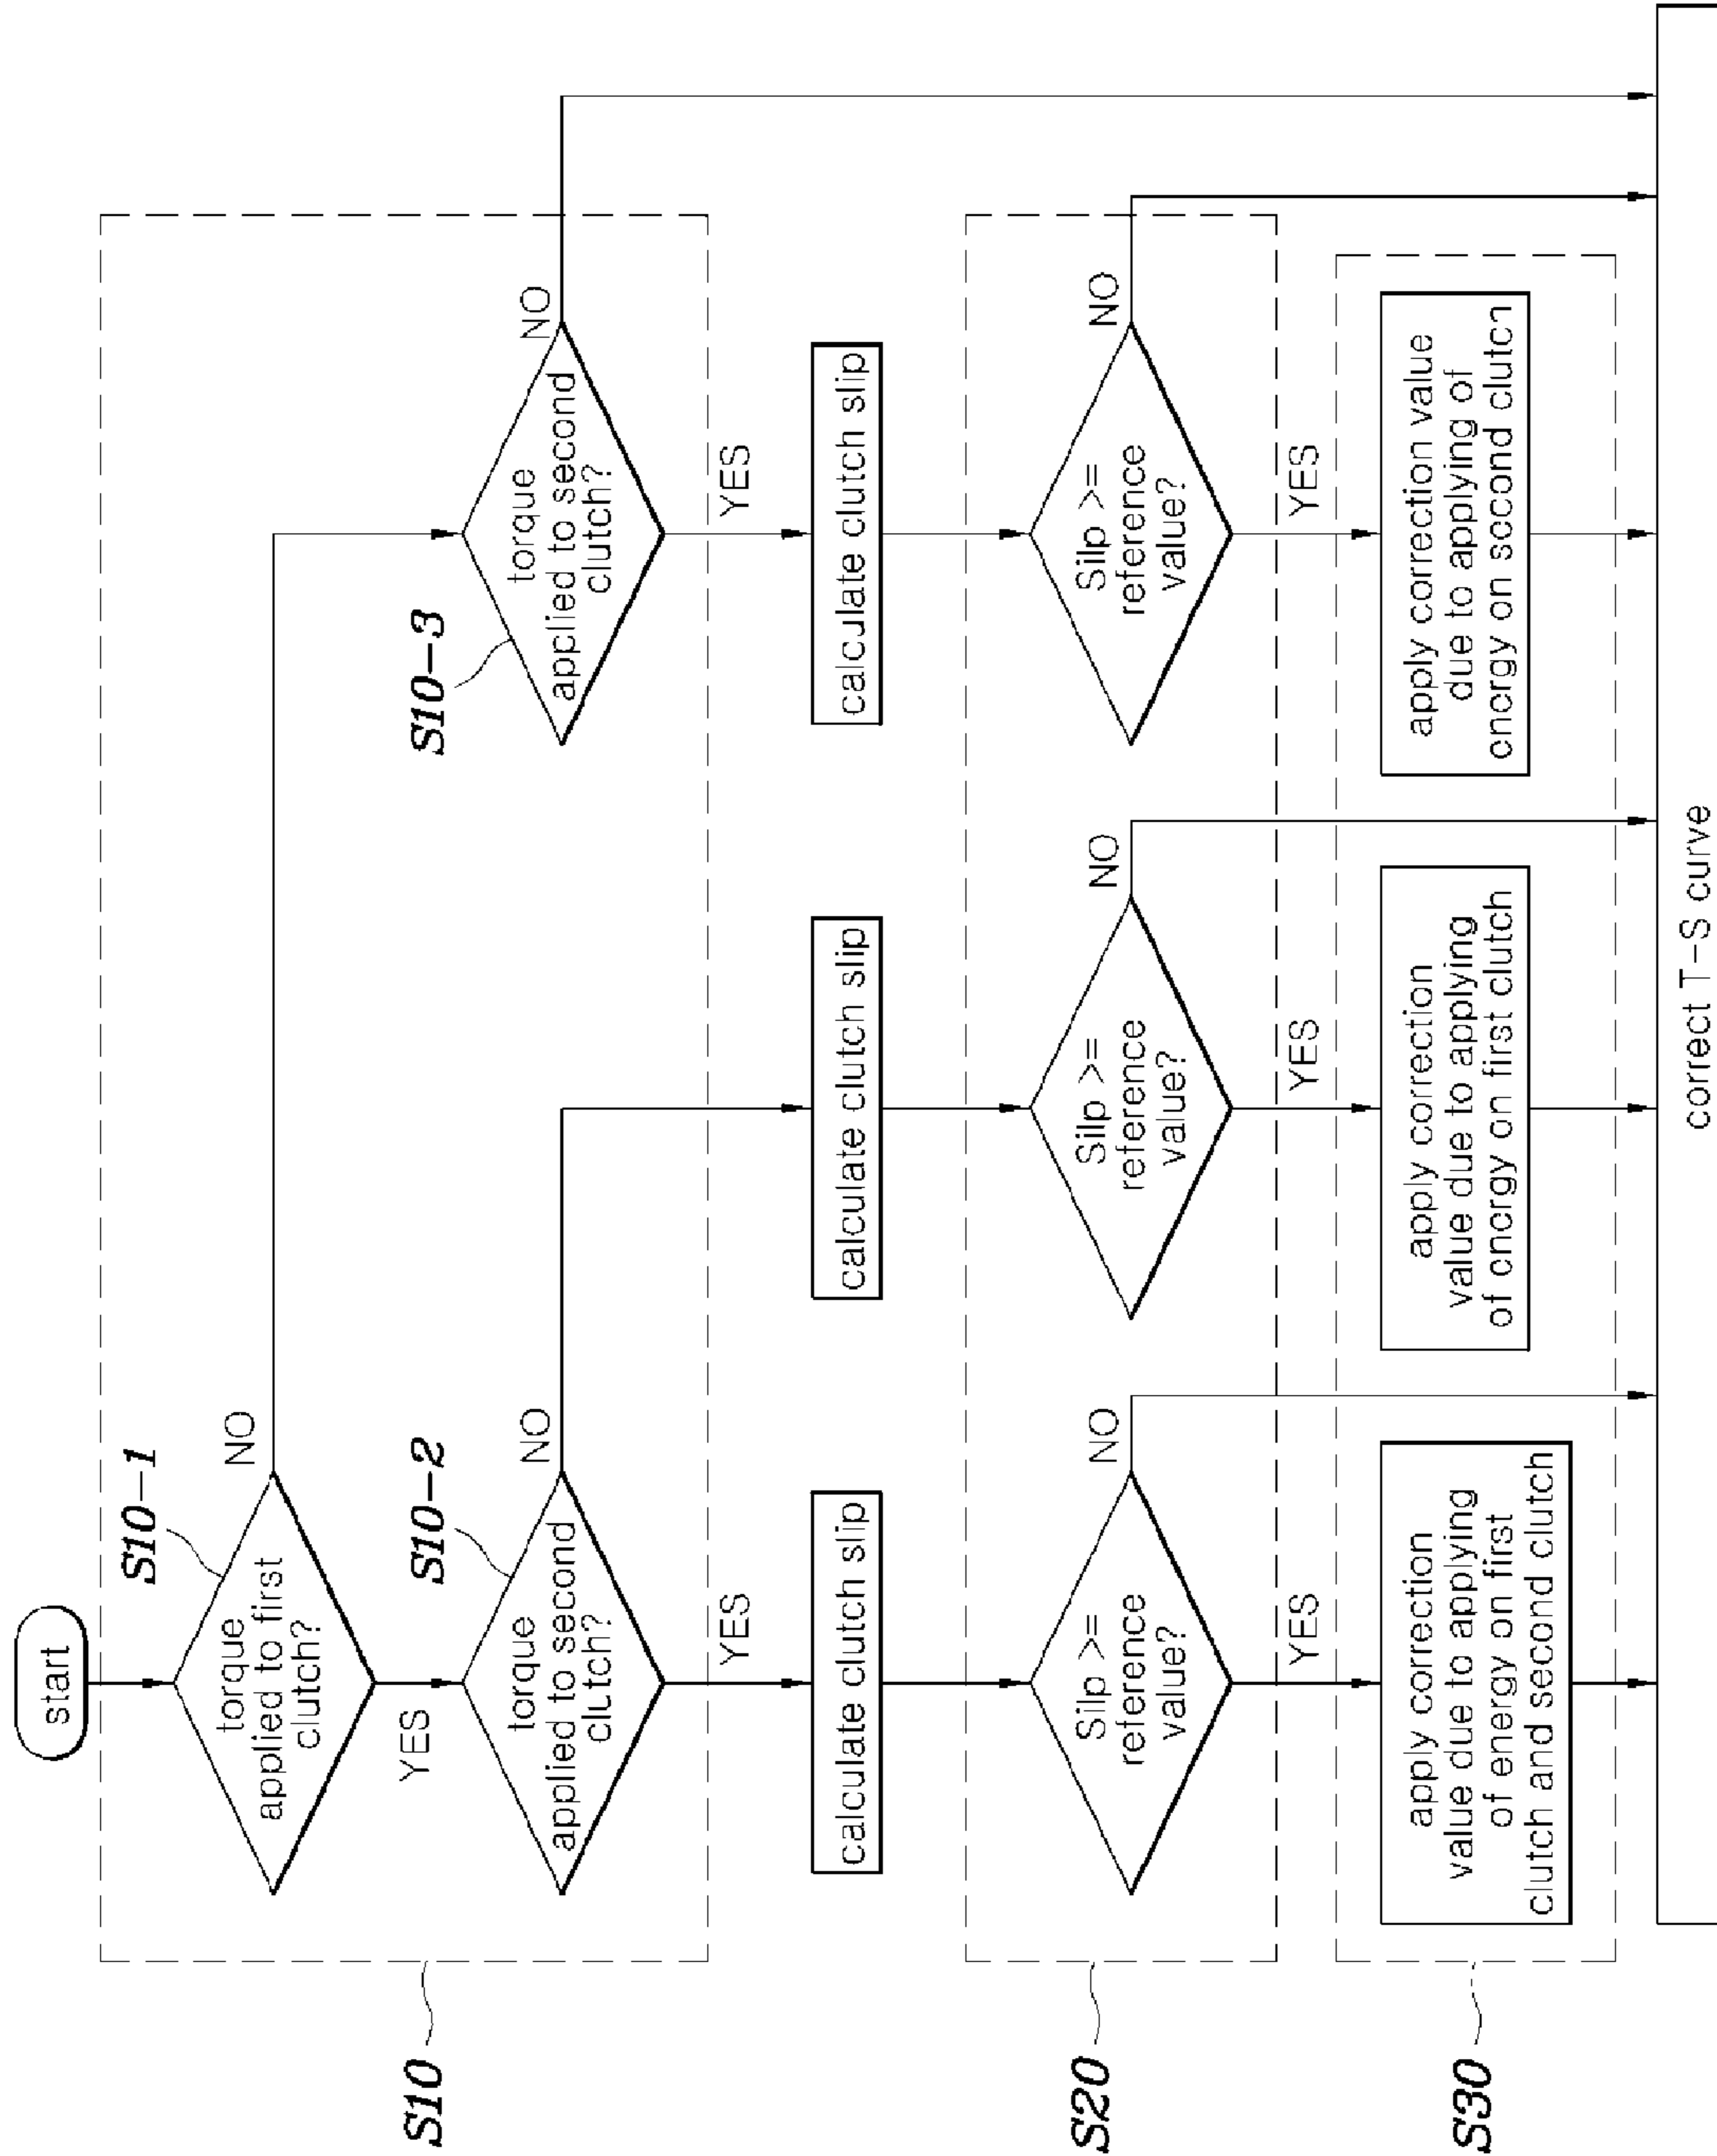 start
S10-1
torque
applied to first
clutch?
NO
YES
S10-2
torque
applied to second
clutch?
NO
YES
S10-3
torque
applied to second
clutch?
NO
YES
S10
calculate clutch slip
calculate clutch slip
calculate clutch slip
Silp >=
reference
value?
NO
YES
Silp >=
reference
value?
NO
YES
Silp >=
reference
value?
NO
YES
S20
apply correction
value due to applying
of energy on first
clutch and second clutch
apply correction
value due to applying
of energy on first clutch
apply correction value
due to applying of
energy on second clutch
S30
correct T-S curve